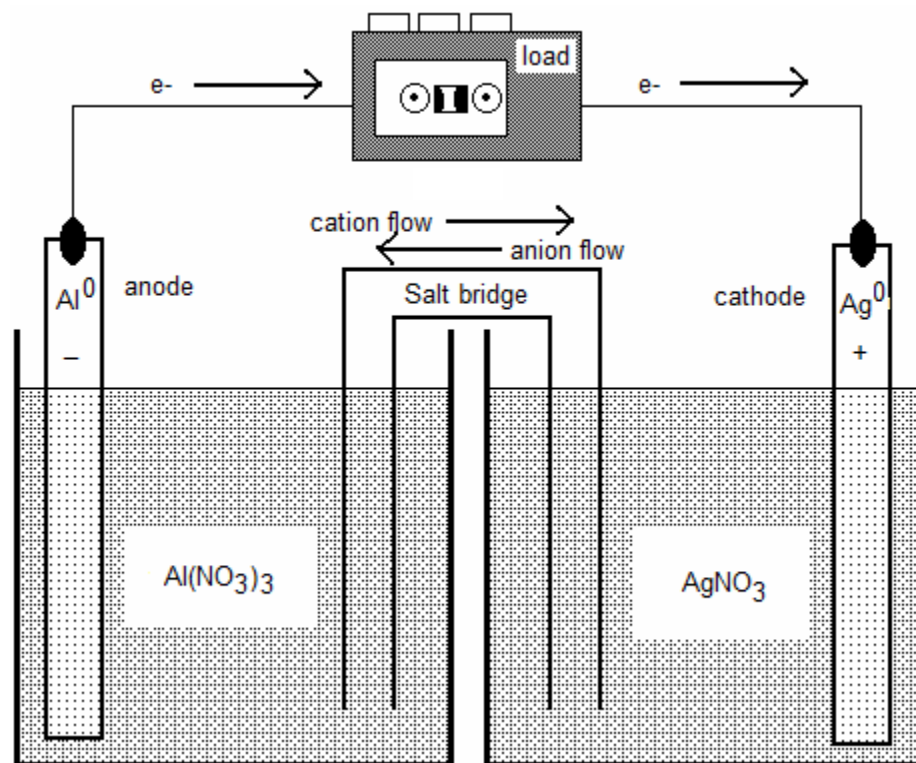 load
e-
e-
cation flow
anion flow
Al⁰
anode
Salt bridge
cathode
Ag⁰
–
+
Al(NO₃)₃
AgNO₃